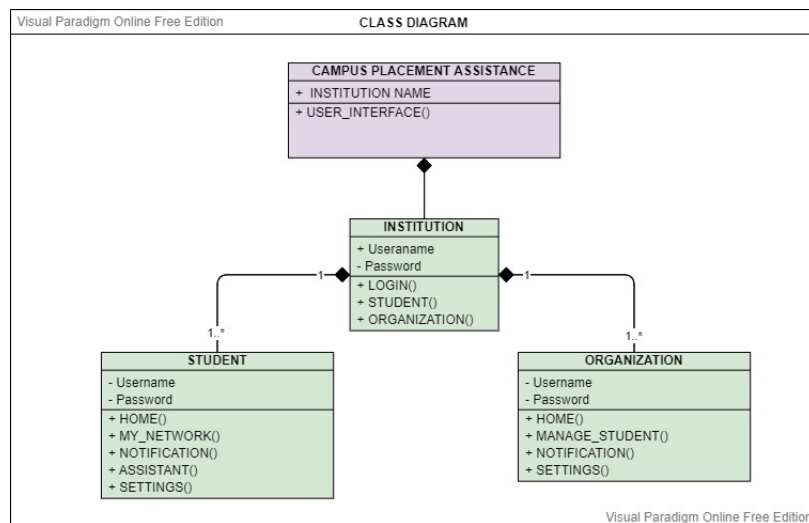 Visual Paradigm Online Free Edition
CLASS DIAGRAM
CAMPUS PLACEMENT ASSISTANCE
+ INSTITUTION NAME
+ USER_INTERFACE()
INSTITUTION
+ Useraname
- Password
+ LOGIN()
+ STUDENT()
+ ORGANIZATION()
1
1
1..*
1..*
STUDENT
- Username
- Password
+ HOME()
+ MY_NETWORK()
+ NOTIFICATION()
+ ASSISTANT()
+ SETTINGS()
ORGANIZATION
- Username
- Password
+ HOME()
+ MANAGE_STUDENT()
+ NOTIFICATION()
+ SETTINGS()
Visual Paradigm Online Free Edition